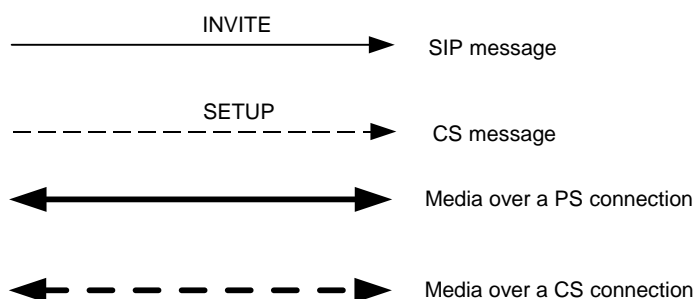 INVITE
SIP message
SETUP
CS message
Media over a PS connection
Media over a CS connection